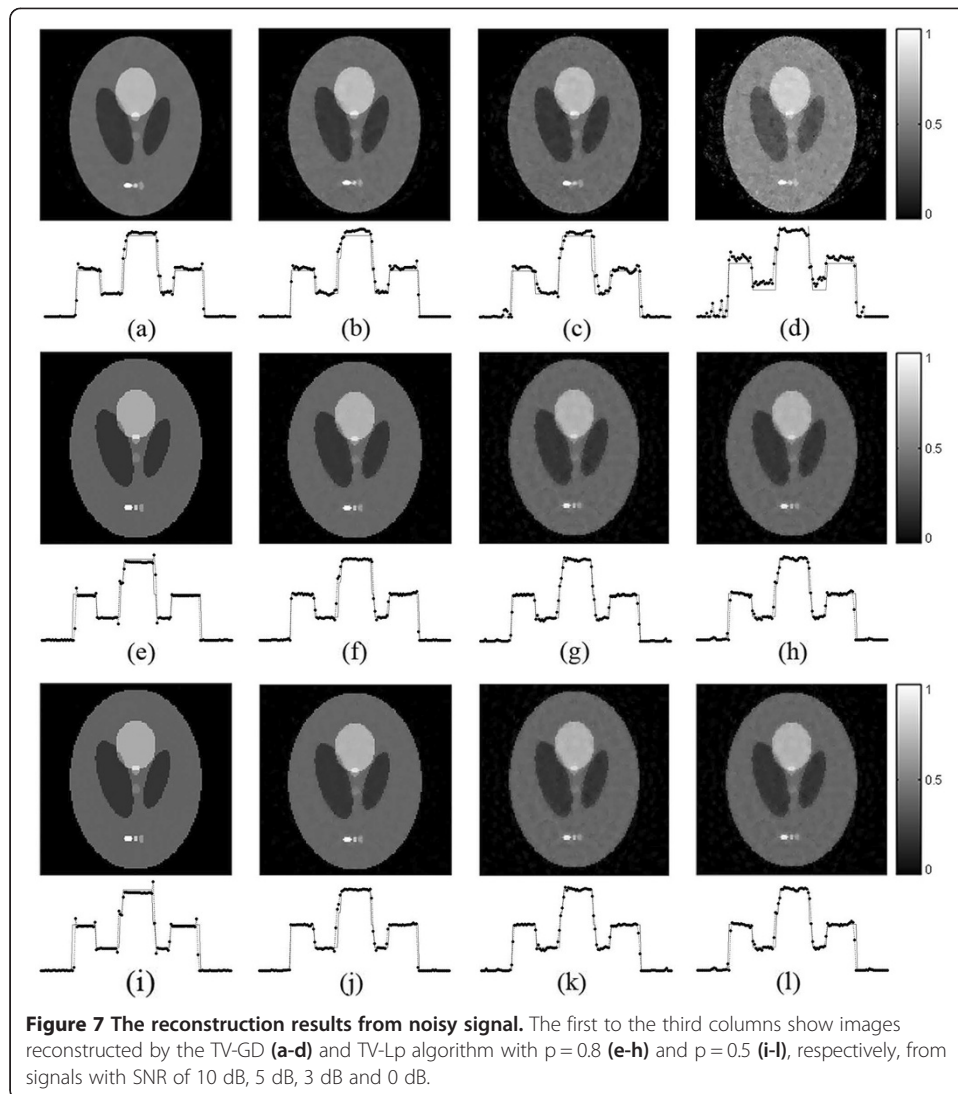 1
0.5
0
(a)
(b)
(c)
(d)
1
0.5
0
(e)
(f)
(g)
(h)
1
0.5
0
(i)
(j)
(k)
(l)
Figure 7 The reconstruction results from noisy signal. The first to the third columns show images
reconstructed by the TV-GD (a-d) and TV-Lp algorithm with p = 0.8 (e-h) and p = 0.5 (i-l), respectively, from
signals with SNR of 10 dB, 5 dB, 3 dB and 0 dB.